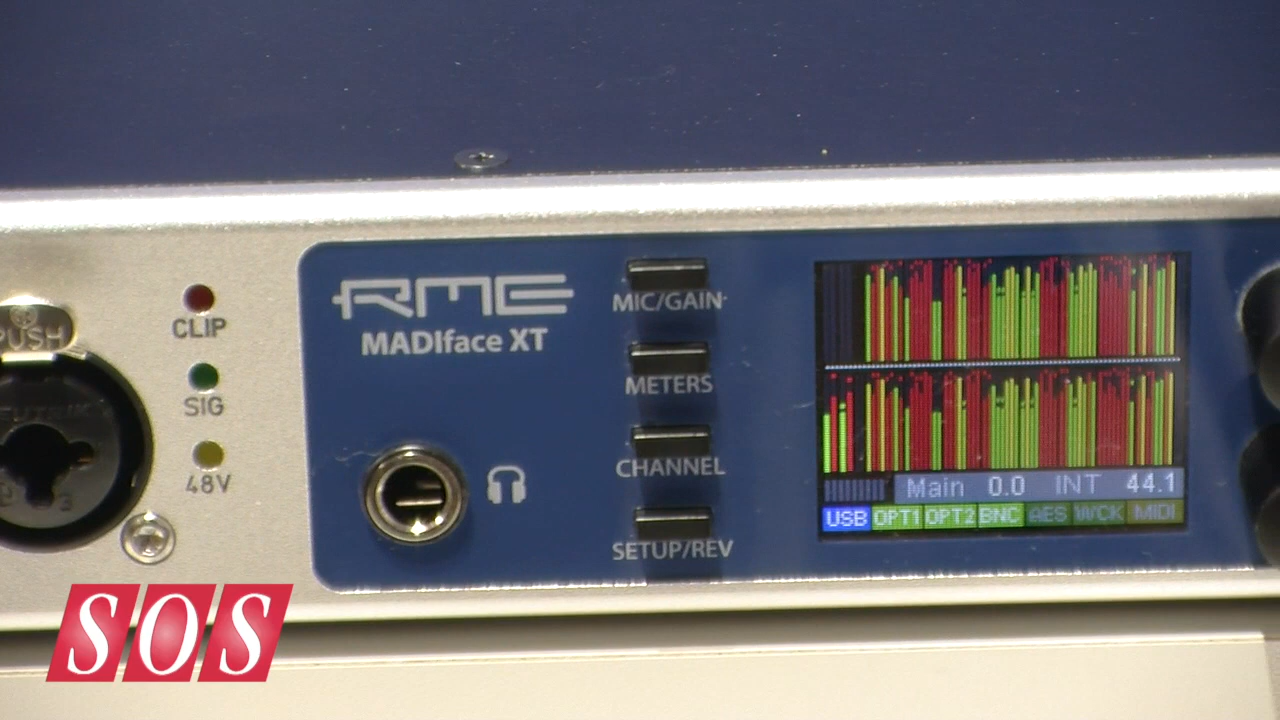 PUSH
CLIP
SIG
48V
RME
MADIface XT
MIC/GAIN
METERS
CHANNEL
SETUP/REV
Main 0.0 INT 44.1
USB OPT1 OPT2 BNC AES WCK MIDI
SOS